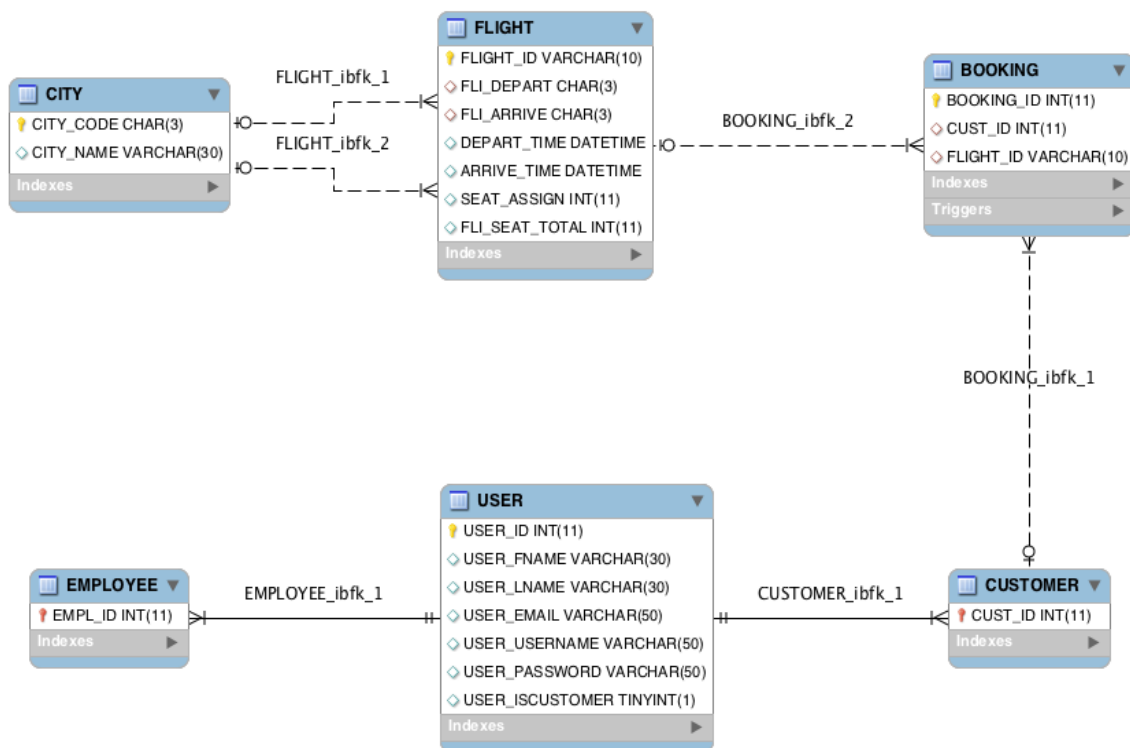 FLIGHT
FLIGHT_ID VARCHAR(10)
FLI_DEPART CHAR(3)
FLI_ARRIVE CHAR(3)
DEPART_TIME DATETIME
ARRIVE_TIME DATETIME
SEAT_ASSIGN INT(11)
FLI_SEAT_TOTAL INT(11)
Indexes
CITY
CITY_CODE CHAR(3)
CITY_NAME VARCHAR(30)
Indexes
FLIGHT_ibfk_1
FLIGHT_ibfk_2
BOOKING_ibfk_2
BOOKING
BOOKING_ID INT(11)
CUST_ID INT(11)
FLIGHT_ID VARCHAR(10)
Indexes
Triggers
BOOKING_ibfk_1
USER
USER_ID INT(11)
USER_FNAME VARCHAR(30)
USER_LNAME VARCHAR(30)
USER_EMAIL VARCHAR(50)
USER_USERNAME VARCHAR(50)
USER_PASSWORD VARCHAR(50)
USER_ISCUSTOMER TINYINT(1)
Indexes
EMPLOYEE
EMPL_ID INT(11)
Indexes
EMPLOYEE_ibfk_1
CUSTOMER_ibfk_1
CUSTOMER
CUST_ID INT(11)
Indexes